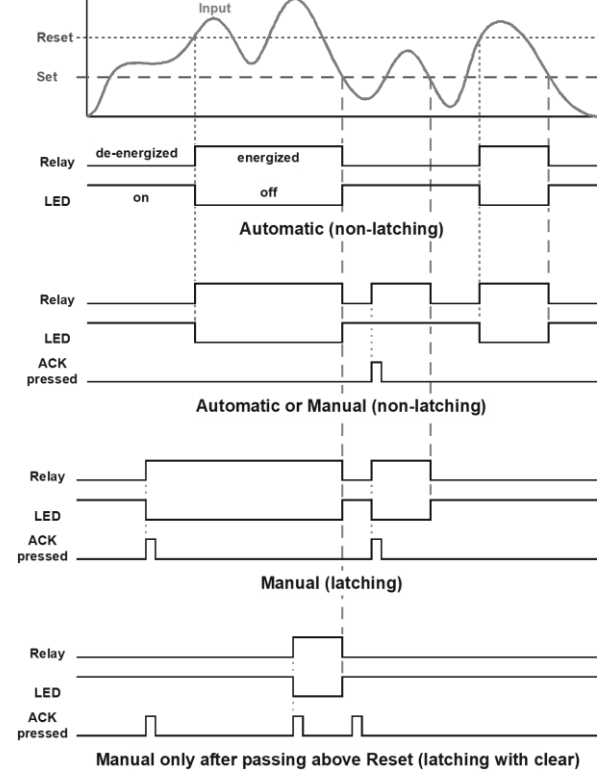 Input
Reset
Set
Relay de-energized energized
LED on off
Automatic (non-latching)
Relay
LED
ACK
pressed
Automatic or Manual (non-latching)
Relay
LED
ACK
pressed
Manual (latching)
Relay
LED
ACK
pressed
Manual only after passing above Reset (latching with clear)